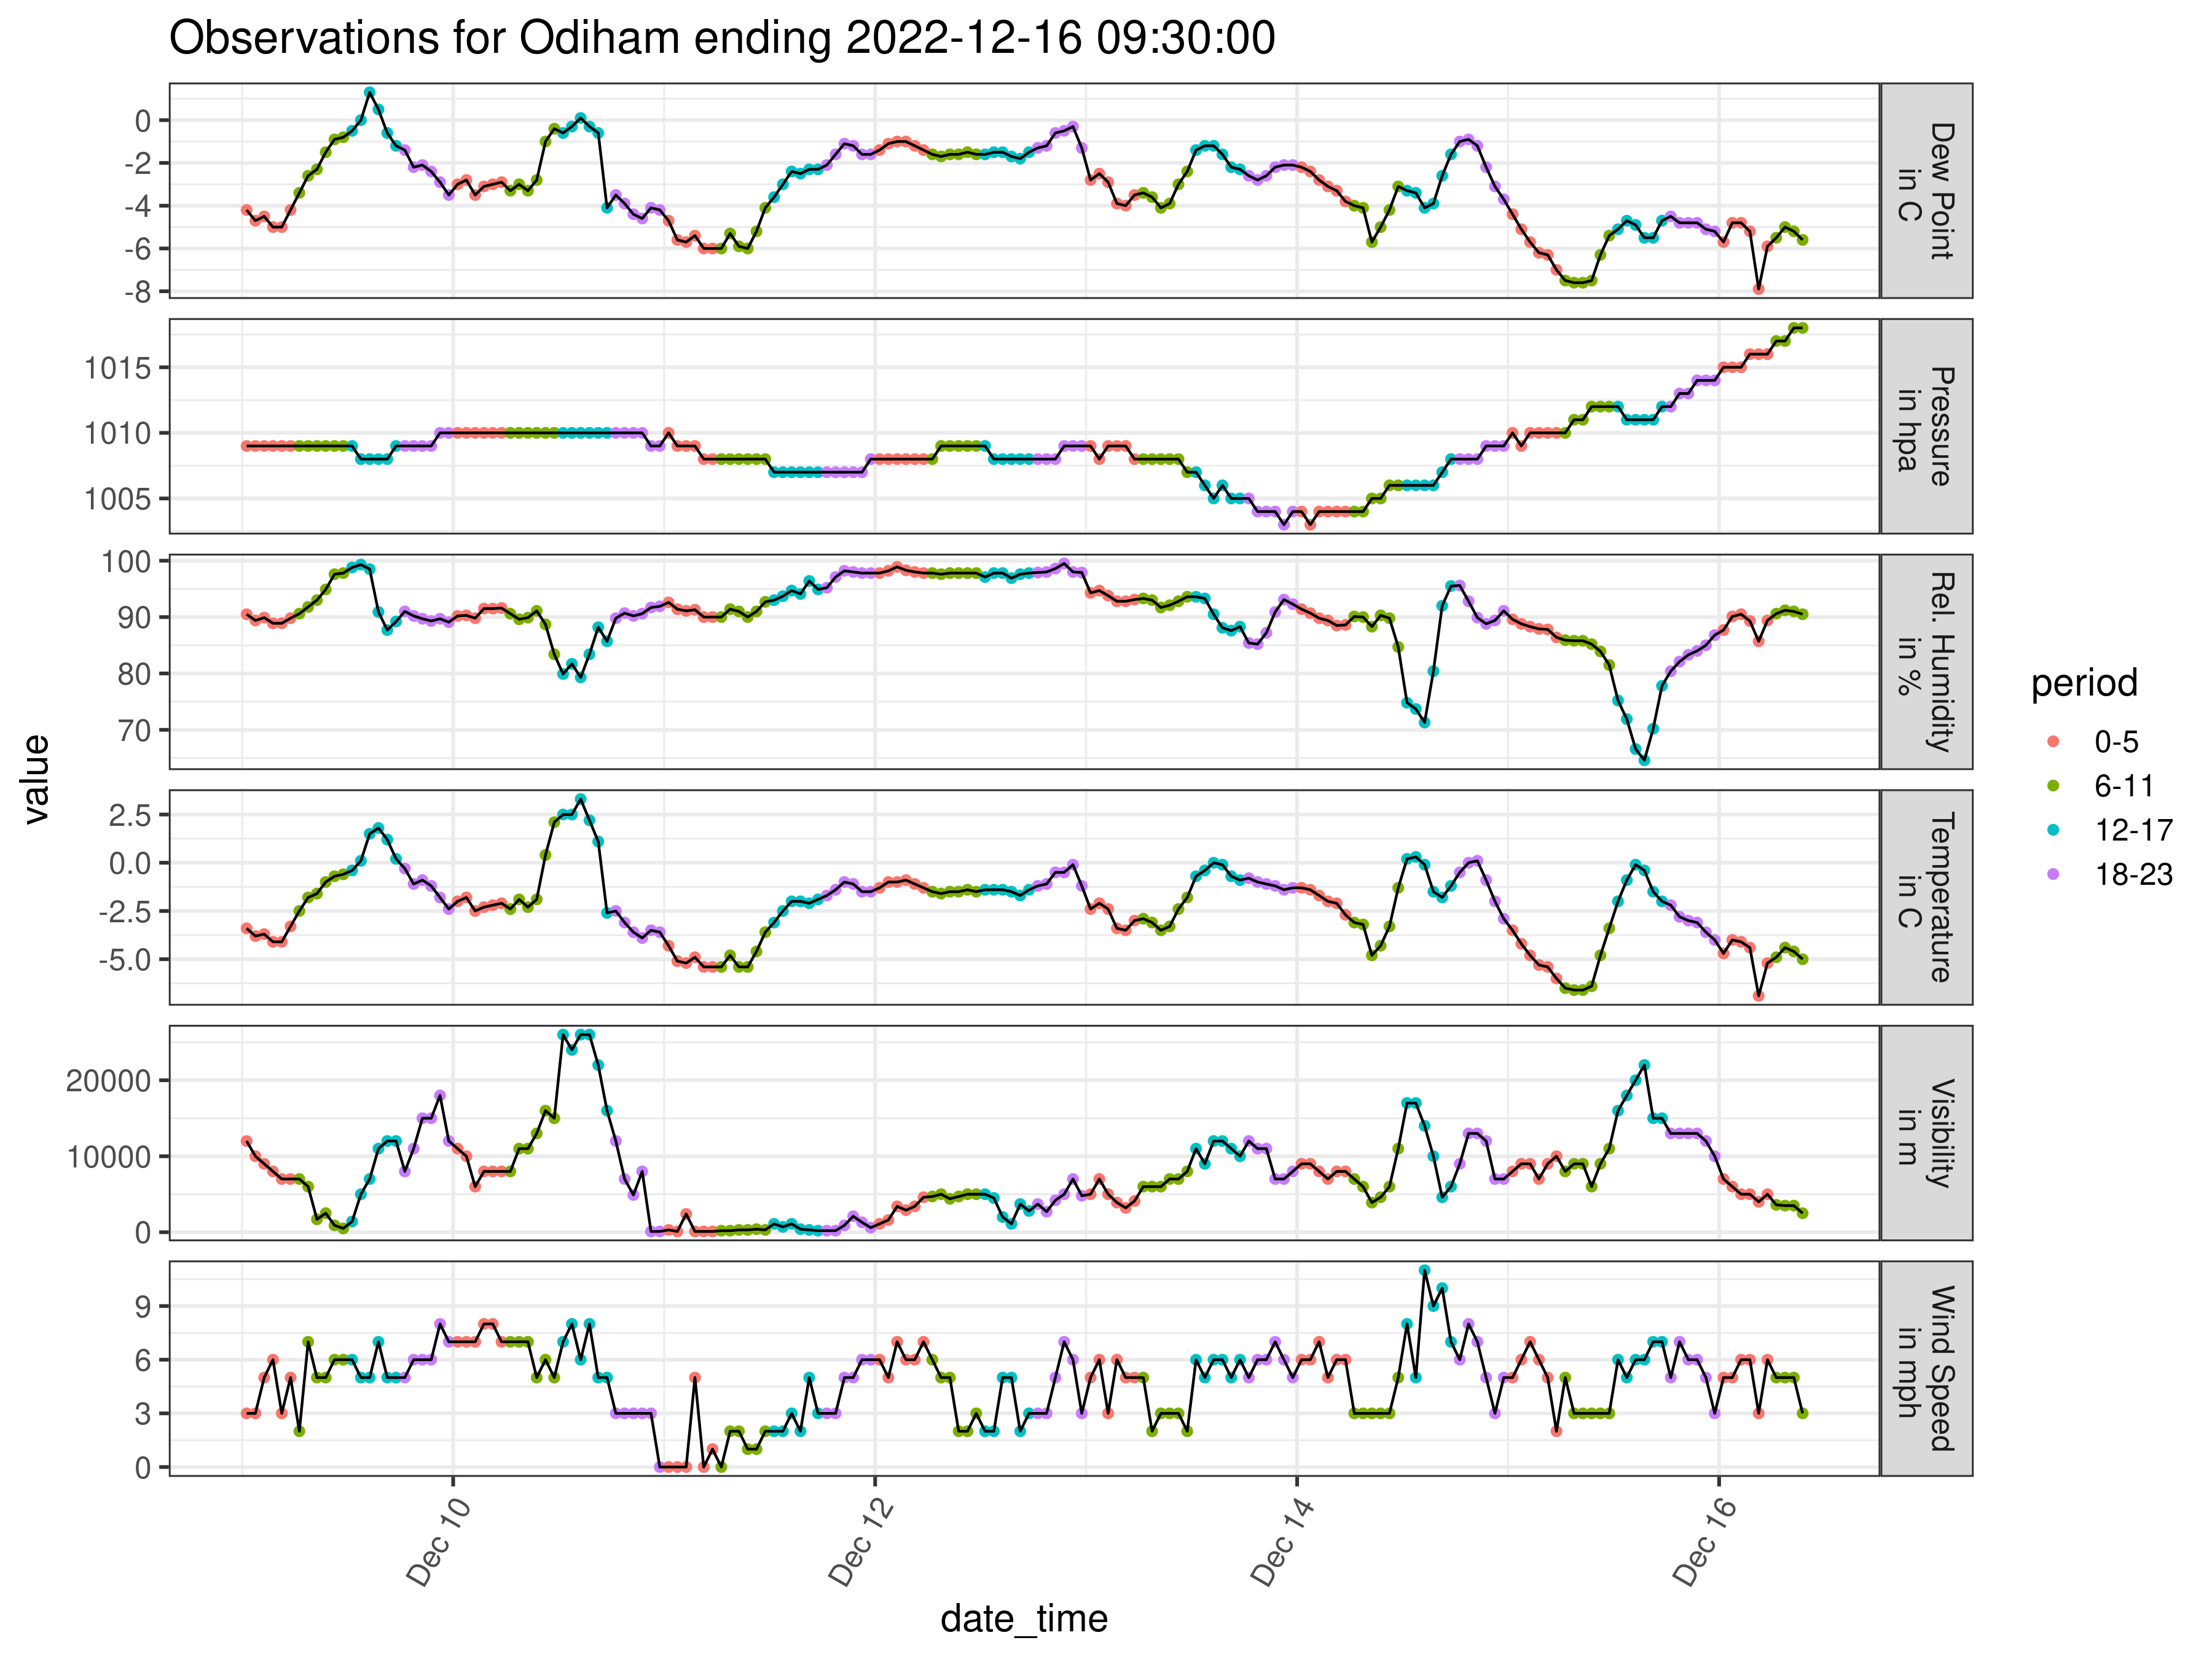 Observations for Odiham ending 2022-12-16 09:30:00
value
0
-2
-4
-6
-8
Dew Point
in C
1015
1010
1005
Pressure
in hpa
100
90
80
70
Rel. Humidity
in %
2.5
0.0
-2.5
-5.0
Temperature
in C
20000
10000
0
Visibility
in m
9
6
3
0
Wind Speed
in mph
Dec 10
Dec 12
Dec 14
Dec 16
date_time
period
0-5
6-11
12-17
18-23